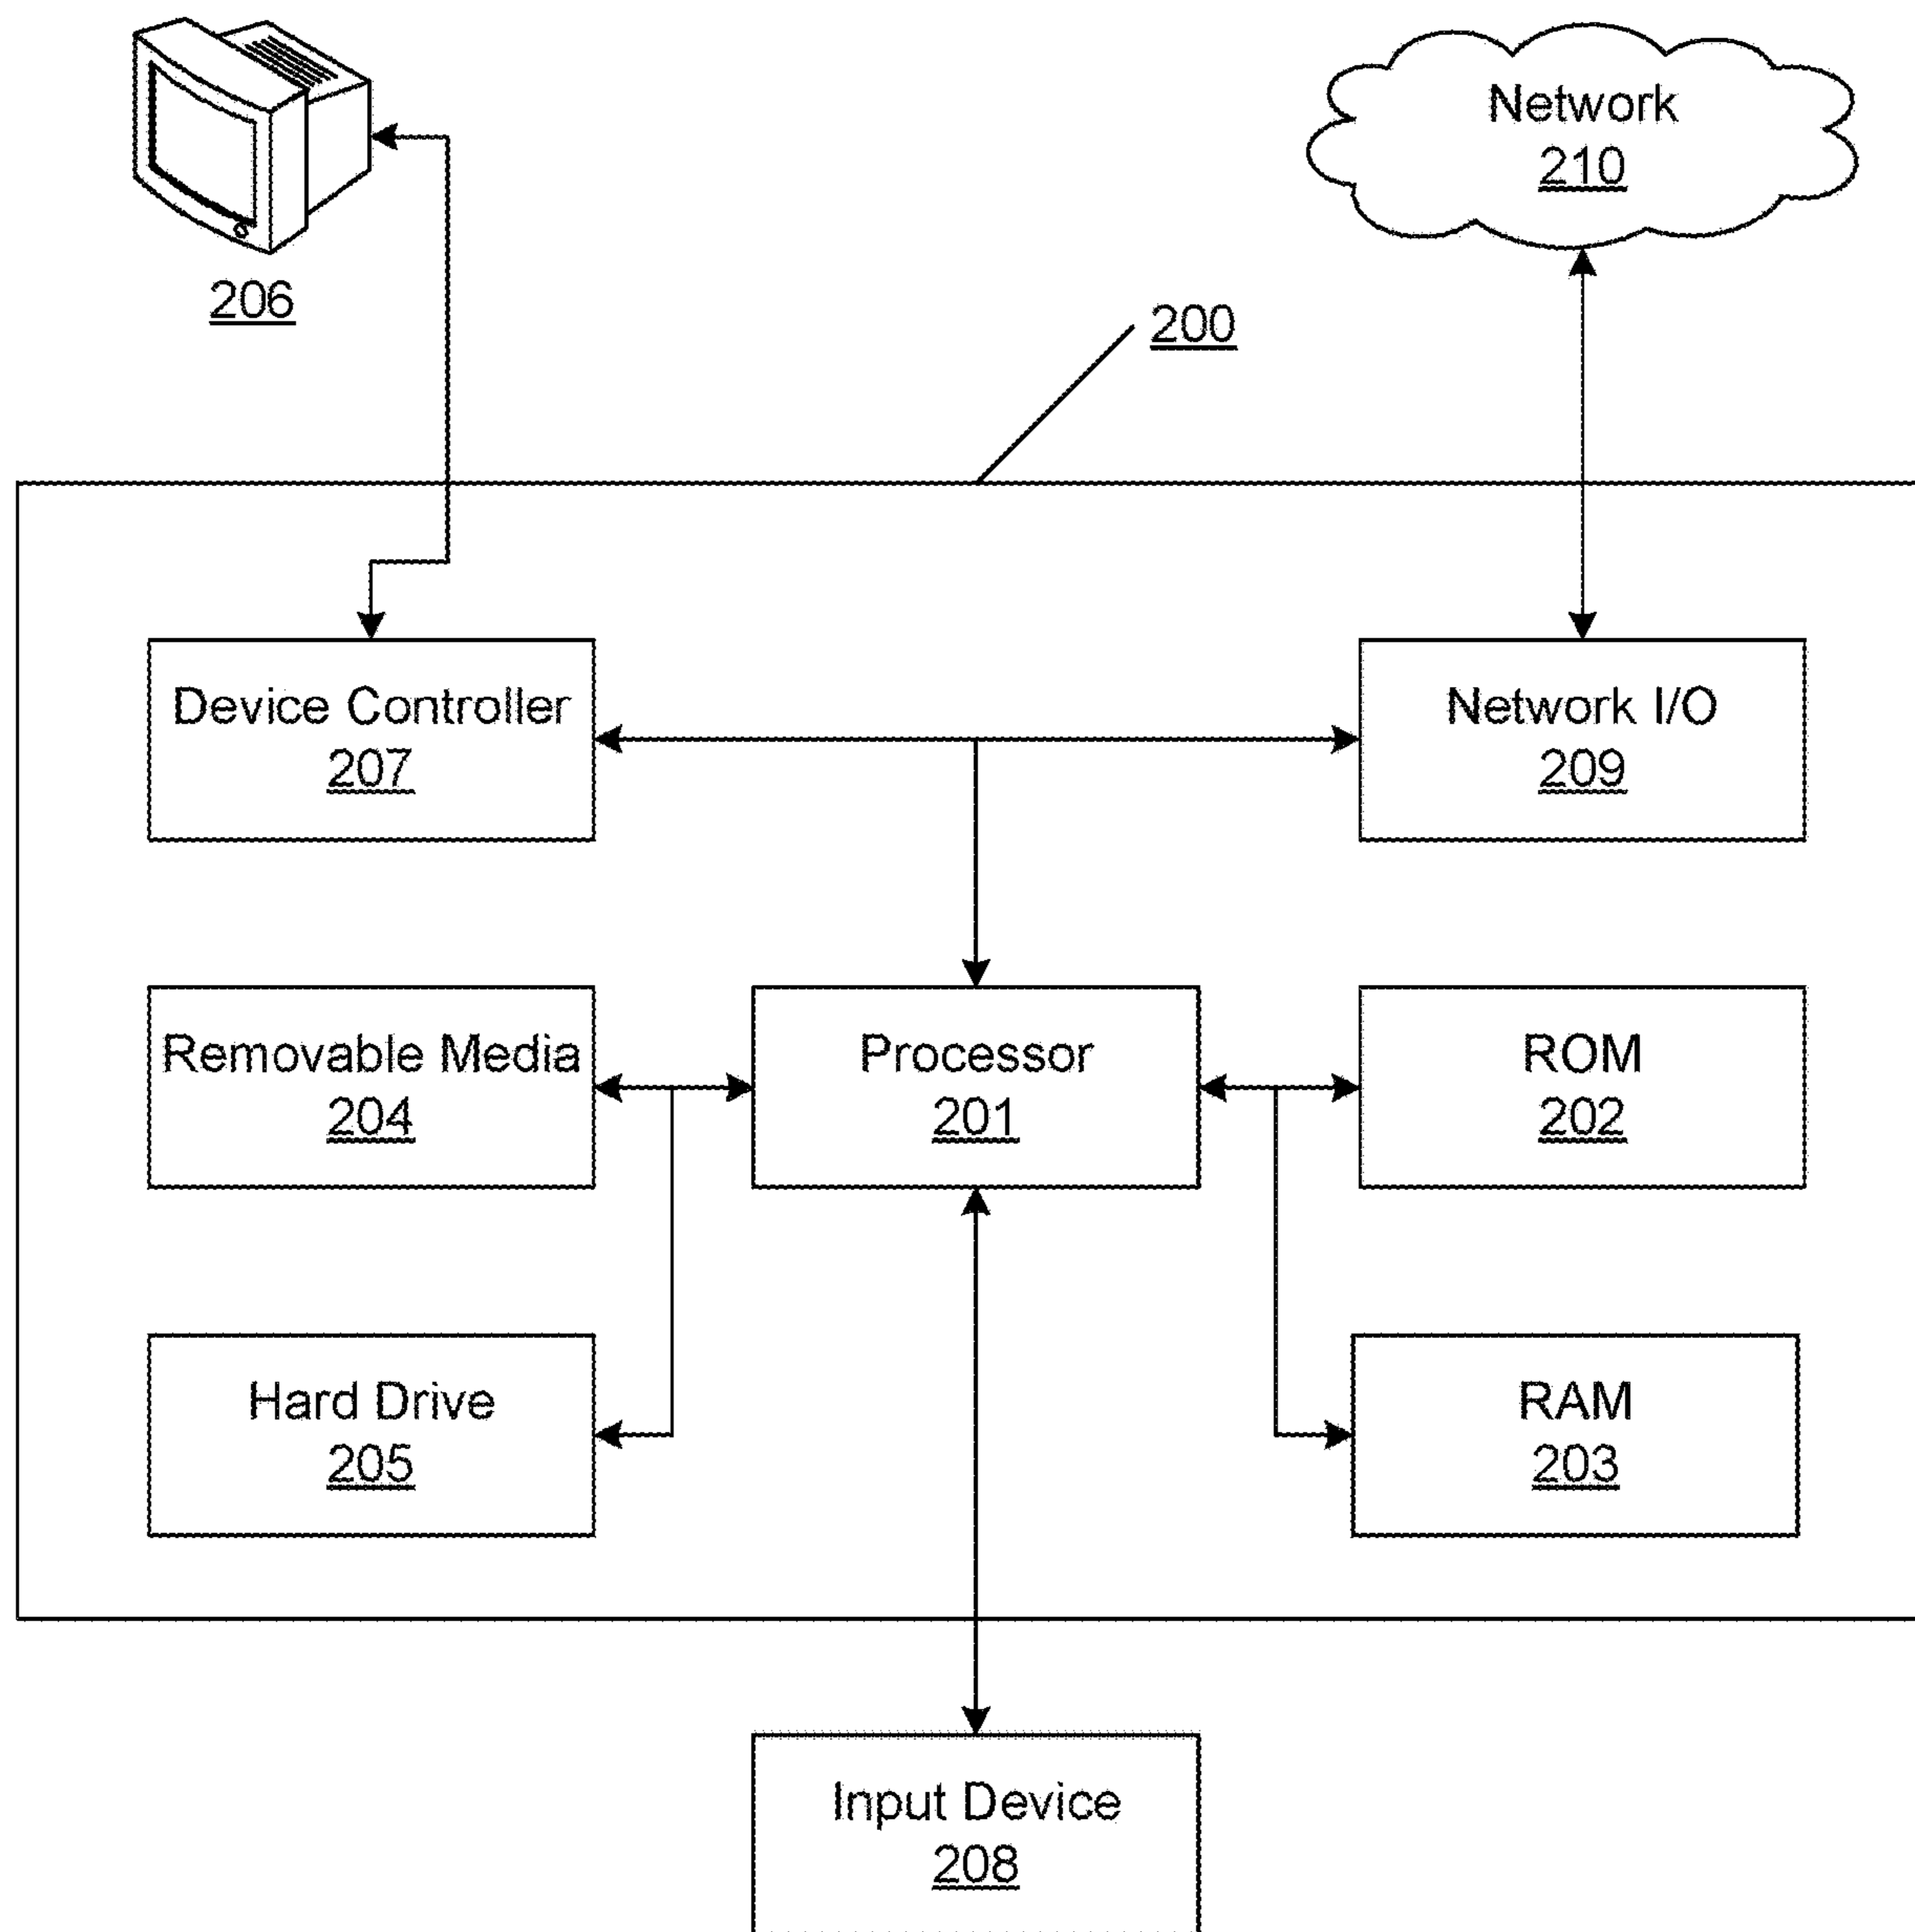 Network
210
206
200
Device Controller
207
Network I/O
209
Removable Media
204
Processor
201
ROM
202
Hard Drive
205
RAM
203
Input Device
208